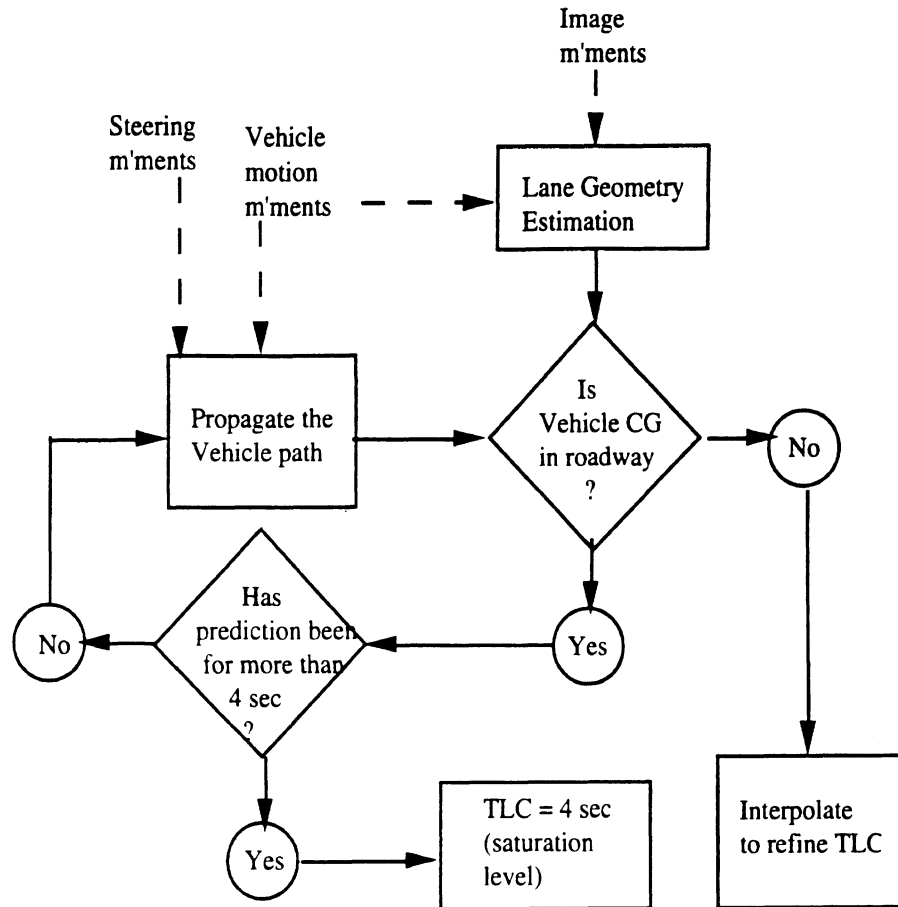 Image
m'ments
Steering
m'ments
Vehicle
motion
m'ments
Lane Geometry
Estimation
Propagate the
Vehicle path
Is
Vehicle CG
in roadway
?
No
Has
prediction been
for more than
4 sec
?
No
Yes
Yes
TLC = 4 sec
(saturation
level)
Interpolate
to refine TLC